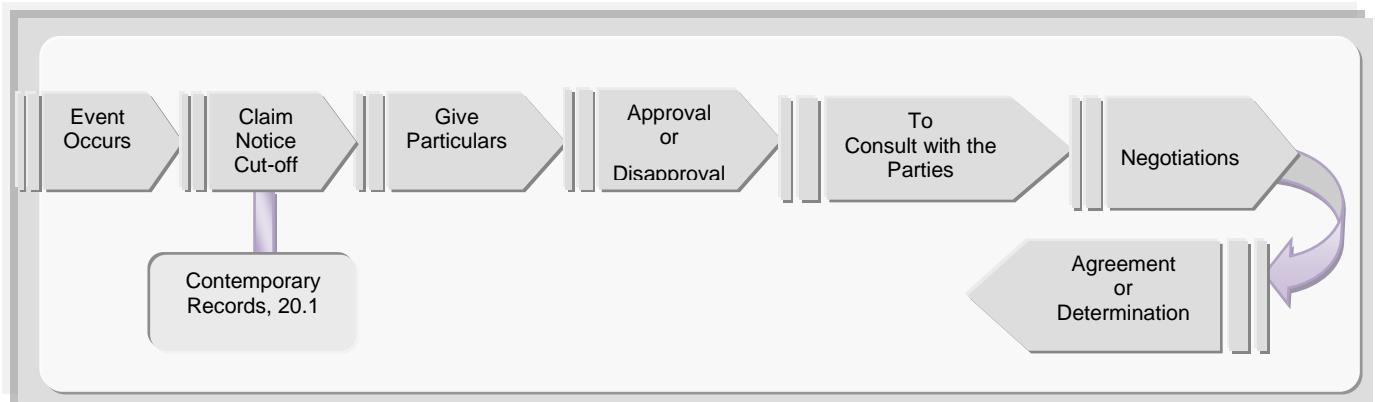 Event
Occurs
Claim
Notice
Cut-off
Give
Particulars
Approval
or
Disapproval
To
Consult with the
Parties
Negotiations
Contemporary
Records, 20.1
Agreement
or
Determination